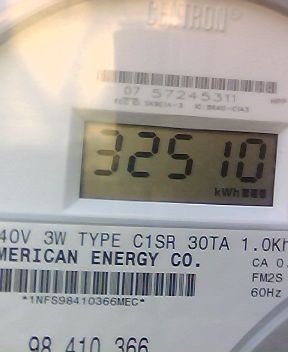 CENTRON®
07 57245311
32510
kWh
40V 3W TYPE C1SR 30TA 1.0Kh
MERICAN ENERGY CO.
CA 0.
FM2S
60Hz
*1NFS98410366MEC*
98 410 366